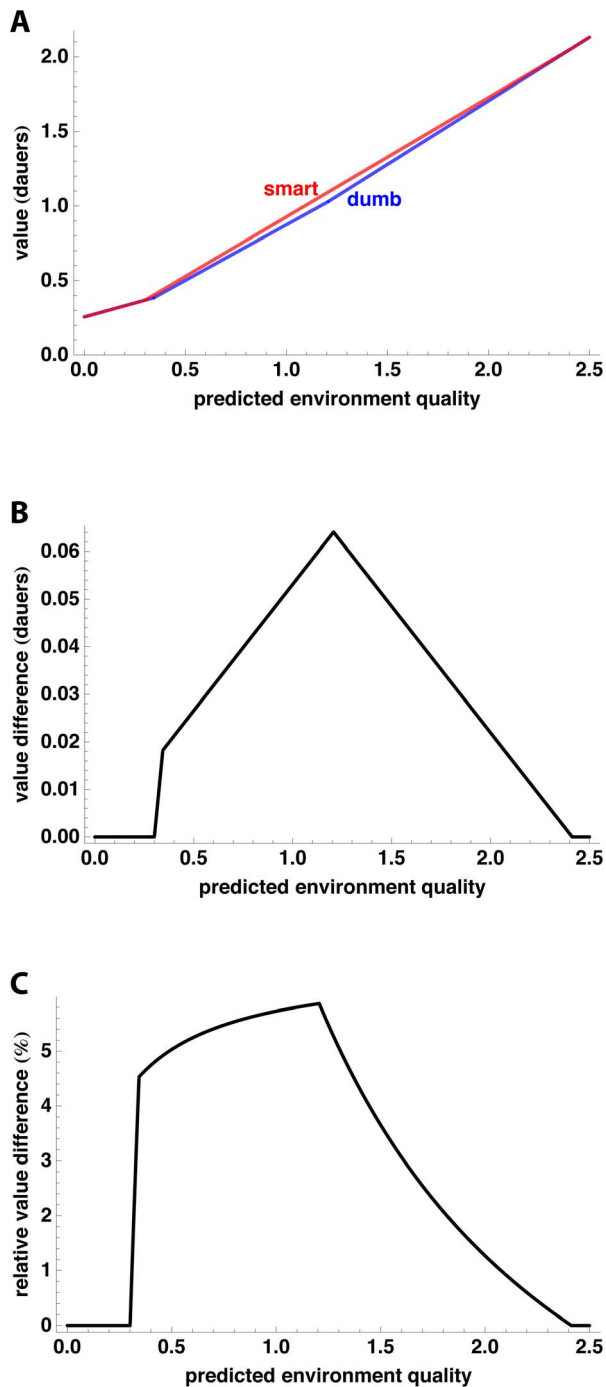 A
value (dauers)
2.0
1.5
1.0
0.5
0.0
smart
dumb
0.0 0.5 1.0 1.5 2.0 2.5
predicted environment quality
B
value difference (dauers)
0.06
0.05
0.04
0.03
0.02
0.01
0.00
0.0 0.5 1.0 1.5 2.0 2.5
predicted environment quality
C
relative value difference (%)
5
4
3
2
1
0
0.0 0.5 1.0 1.5 2.0 2.5
predicted environment quality